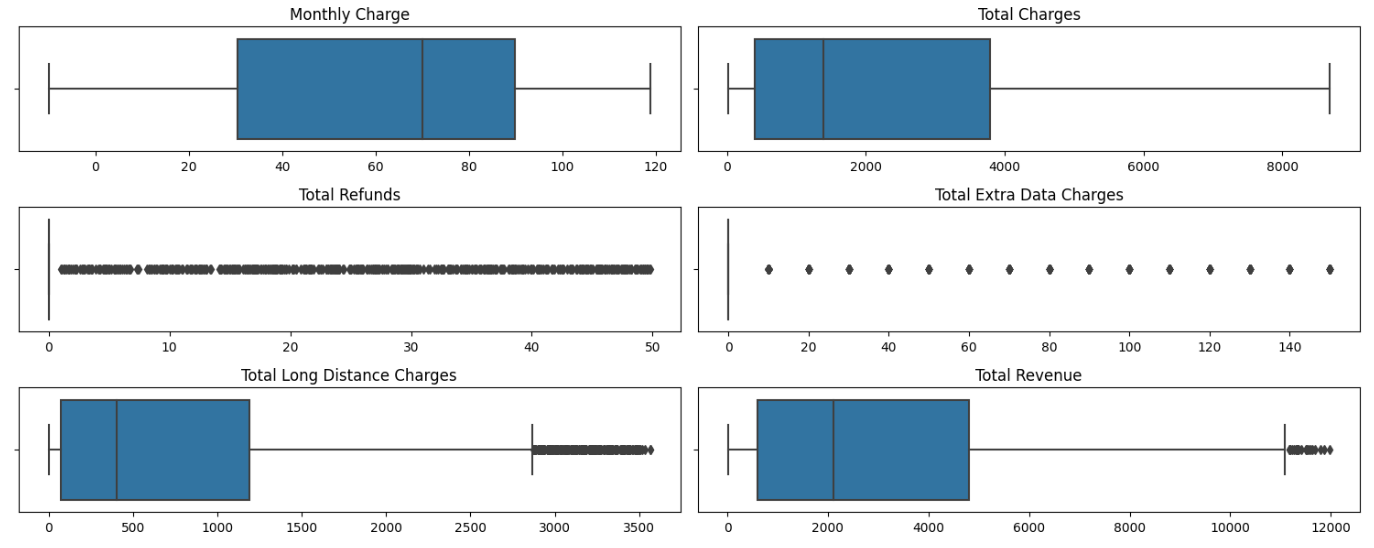 Monthly Charge Total Charges
0 20 40 60 80 100 120 0 2000 4000 6000 8000
Total Refunds Total Extra Data Charges
0 10 20 30 40 50 0 20 40 60 80 100 120 140
Total Long Distance Charges Total Revenue
0 500 1000 1500 2000 2500 3000 3500 0 2000 4000 6000 8000 10000 12000